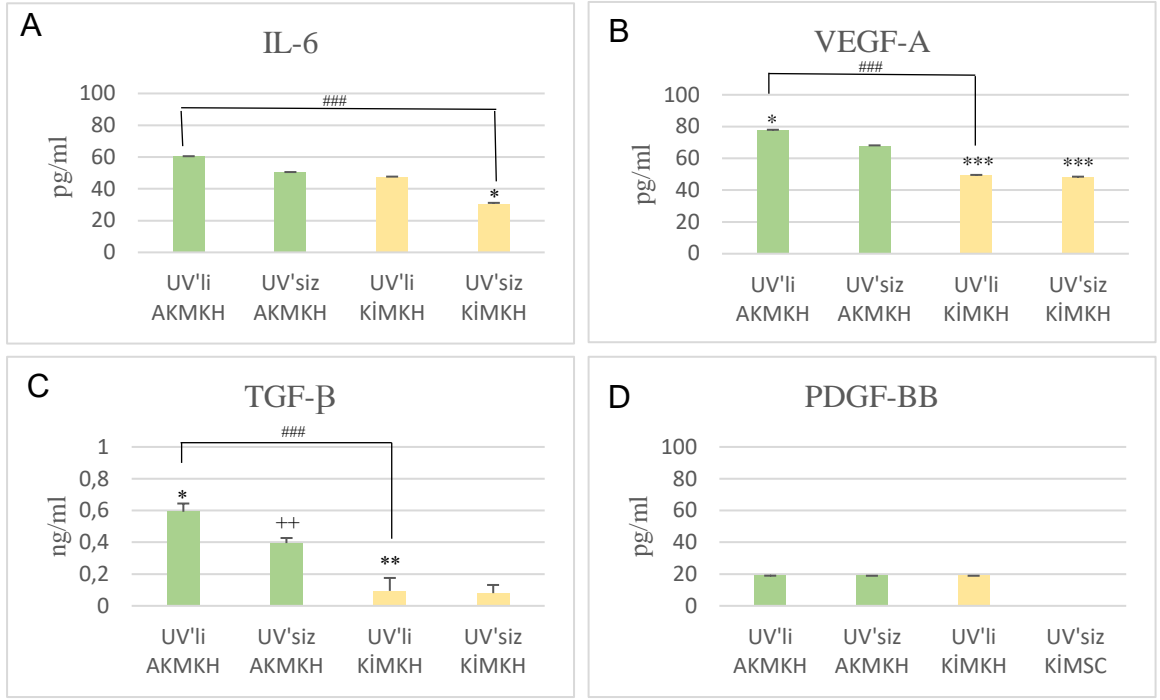 A
IL-6
###
100
80
60
40
20
0
pg/ml
*
UV'li
AKMKH
UV'siz
AKMKH
UV'li
KİMKH
UV'siz
KİMKH
B
VEGF-A
###
100
80
60
40
20
0
pg/ml
*
***
***
UV'li
AKMKH
UV'siz
AKMKH
UV'li
KİMKH
UV'siz
KİMKH
C
TGF-β
###
1
0,8
0,6
0,4
0,2
0
ng/ml
*
++
**
UV'li
AKMKH
UV'siz
AKMKH
UV'li
KİMKH
UV'siz
KİMKH
D
PDGF-BB
100
80
60
40
20
0
pg/ml
UV'li
AKMKH
UV'siz
AKMKH
UV'li
KİMKH
UV'siz
KİMSC